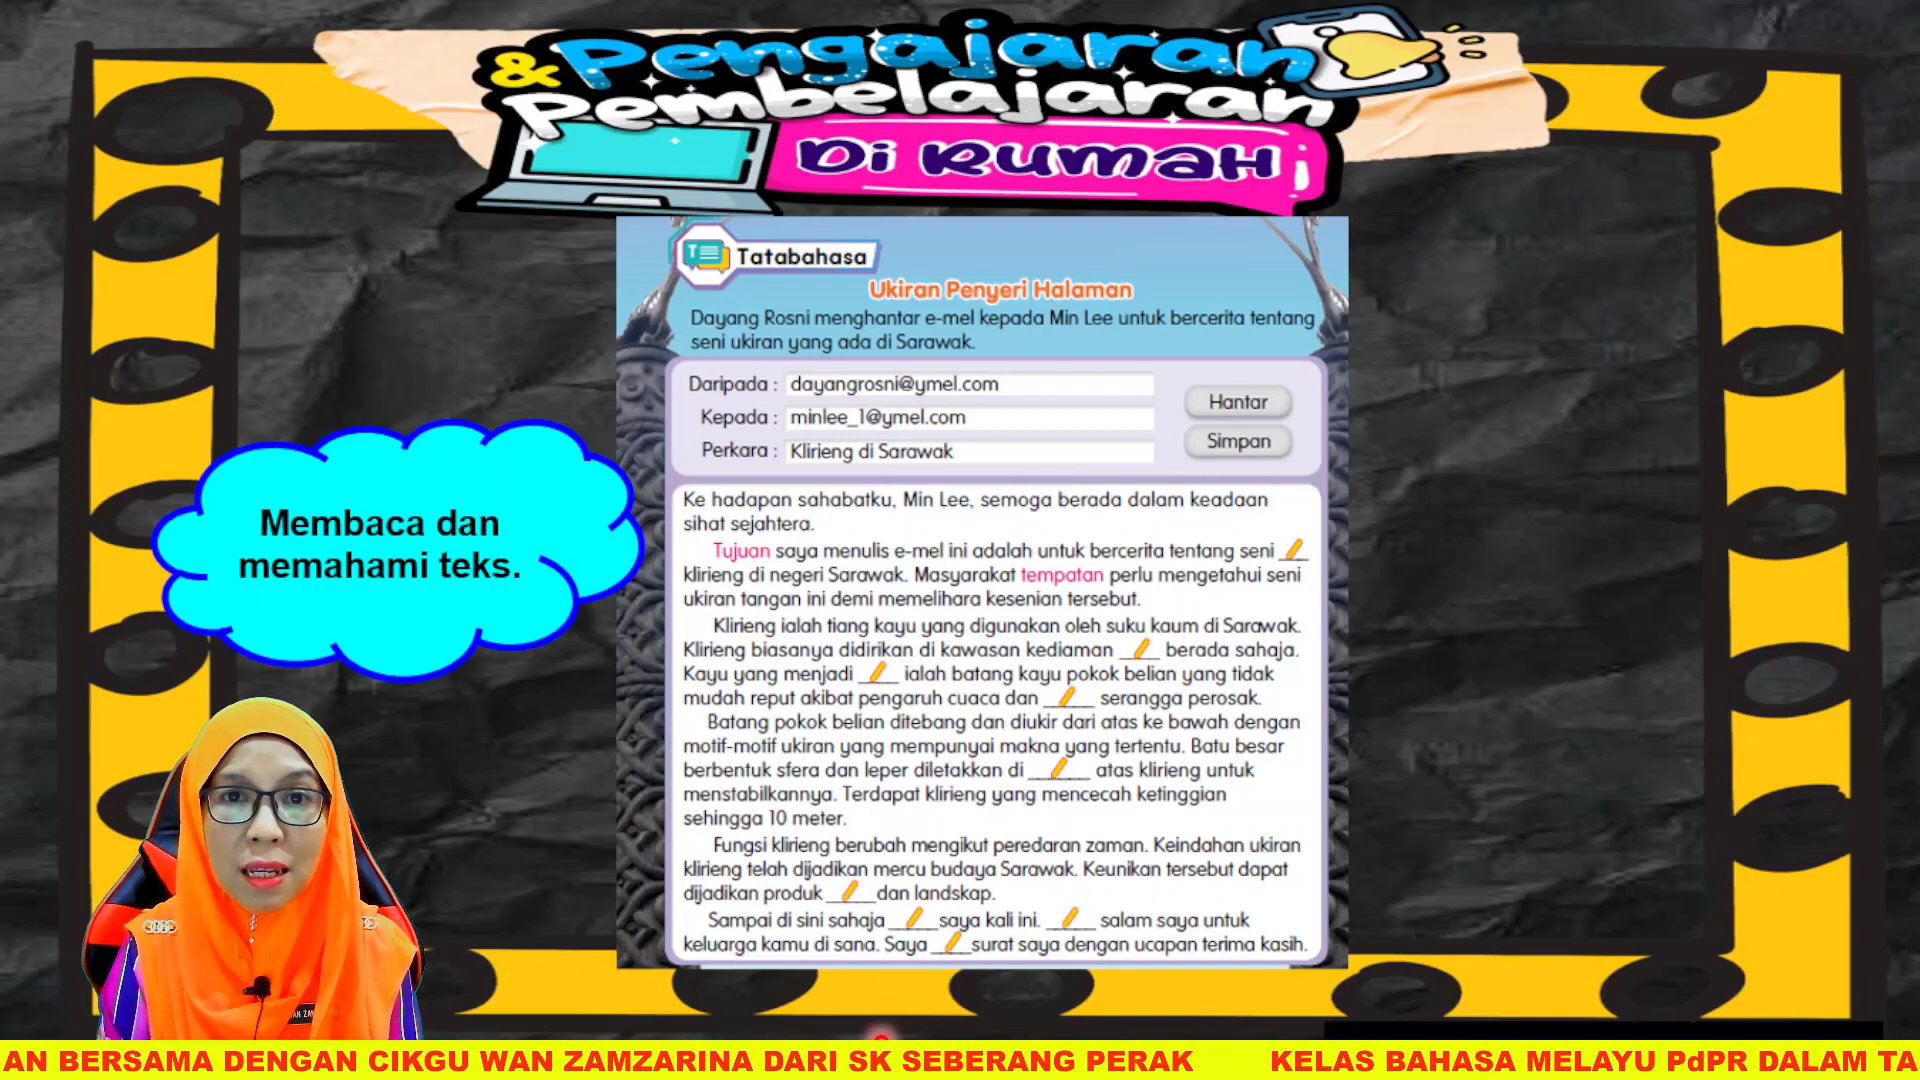 & Pengajaran
Pembelajaran
Di Rumah
Tatabahasa
Ukiran Penyeri Halaman
Dayang Rosni menghantar e-mel kepada Min Lee untuk bercerita tentang
seni ukiran yang ada di Sarawak.
Daripada : dayangrosni@ymel.com
Kepada : minlee_1@ymel.com
Perkara : Klirieng di Sarawak
Hantar
Simpan
Ke hadapan sahabatku, Min Lee, semoga berada dalam keadaan
sihat sejahtera.
Tujuan saya menulis e-mel ini adalah untuk bercerita tentang seni ___
klirieng di negeri Sarawak. Masyarakat tempatan perlu mengetahui seni
ukiran tangan ini demi memelihara kesenian tersebut.
Klirieng ialah tiang kayu yang digunakan oleh suku kaum di Sarawak.
Klirieng biasanya didirikan di kawasan kediaman ____ berada sahaja.
Kayu yang menjadi ____ ialah batang kayu pokok belian yang tidak
mudah reput akibat pengaruh cuaca dan _____ serangga perosak.
Batang pokok belian ditebang dan diukir dari atas ke bawah dengan
motif-motif ukiran yang mempunyai makna yang tertentu. Batu besar
berbentuk sfera dan leper diletakkan di ______ atas klirieng untuk
menstabilkannya. Terdapat klirieng yang mencecah ketinggian
sehingga 10 meter.
Fungsi klirieng berubah mengikut peredaran zaman. Keindahan ukiran
klirieng telah dijadikan mercu budaya Sarawak. Keunikan tersebut dapat
dijadikan produk _____ dan landskap.
Sampai di sini sahaja _____ saya kali ini. _____ salam saya untuk
keluarga kamu di sana. Saya ____ surat saya dengan ucapan terima kasih.
Membaca dan
memahami teks.
AN BERSAMA DENGAN CIKGU WAN ZAMZARINA DARI SK SEBERANG PERAK KELAS BAHASA MELAYU PdPR DALAM TA